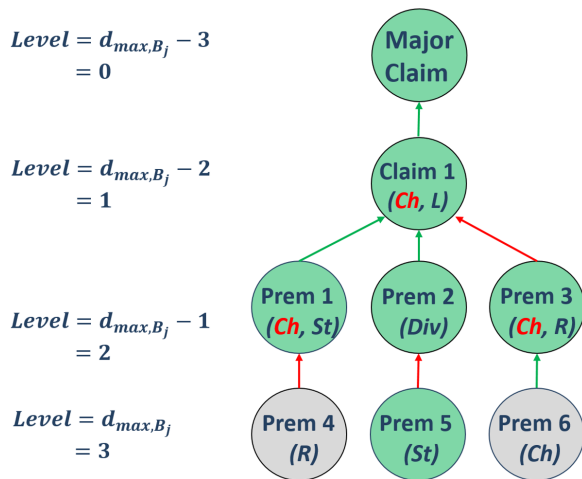 Level = d_{max,B_j} − 3
= 0
Major
Claim
Level = d_{max,B_j} − 2
= 1
Claim 1
(Ch, L)
Level = d_{max,B_j} − 1
= 2
Prem 1
(Ch, St)
Prem 2
(Div)
Prem 3
(Ch, R)
Level = d_{max,B_j}
= 3
Prem 4
(R)
Prem 5
(St)
Prem 6
(Ch)